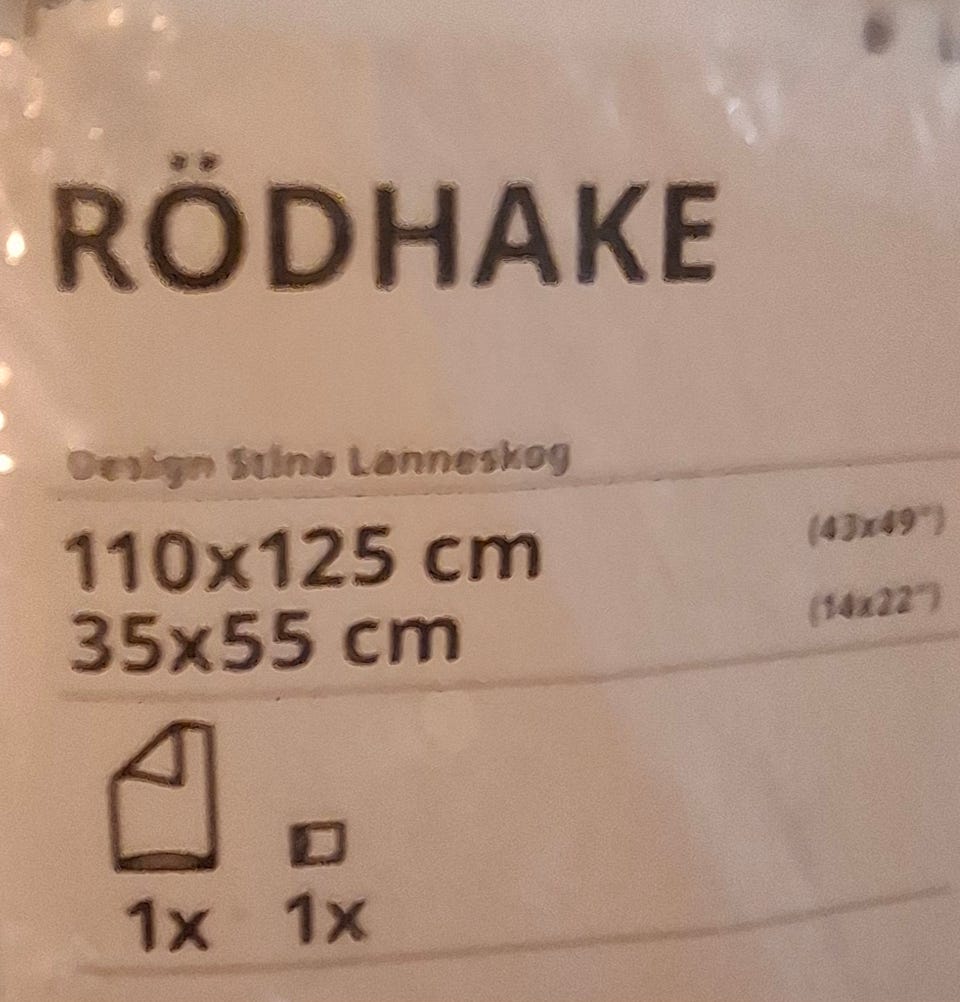 RÖDHAKE
Design Stina Lanneskog
110x125 cm (43x49")
35x55 cm (14x22")
1x 1x